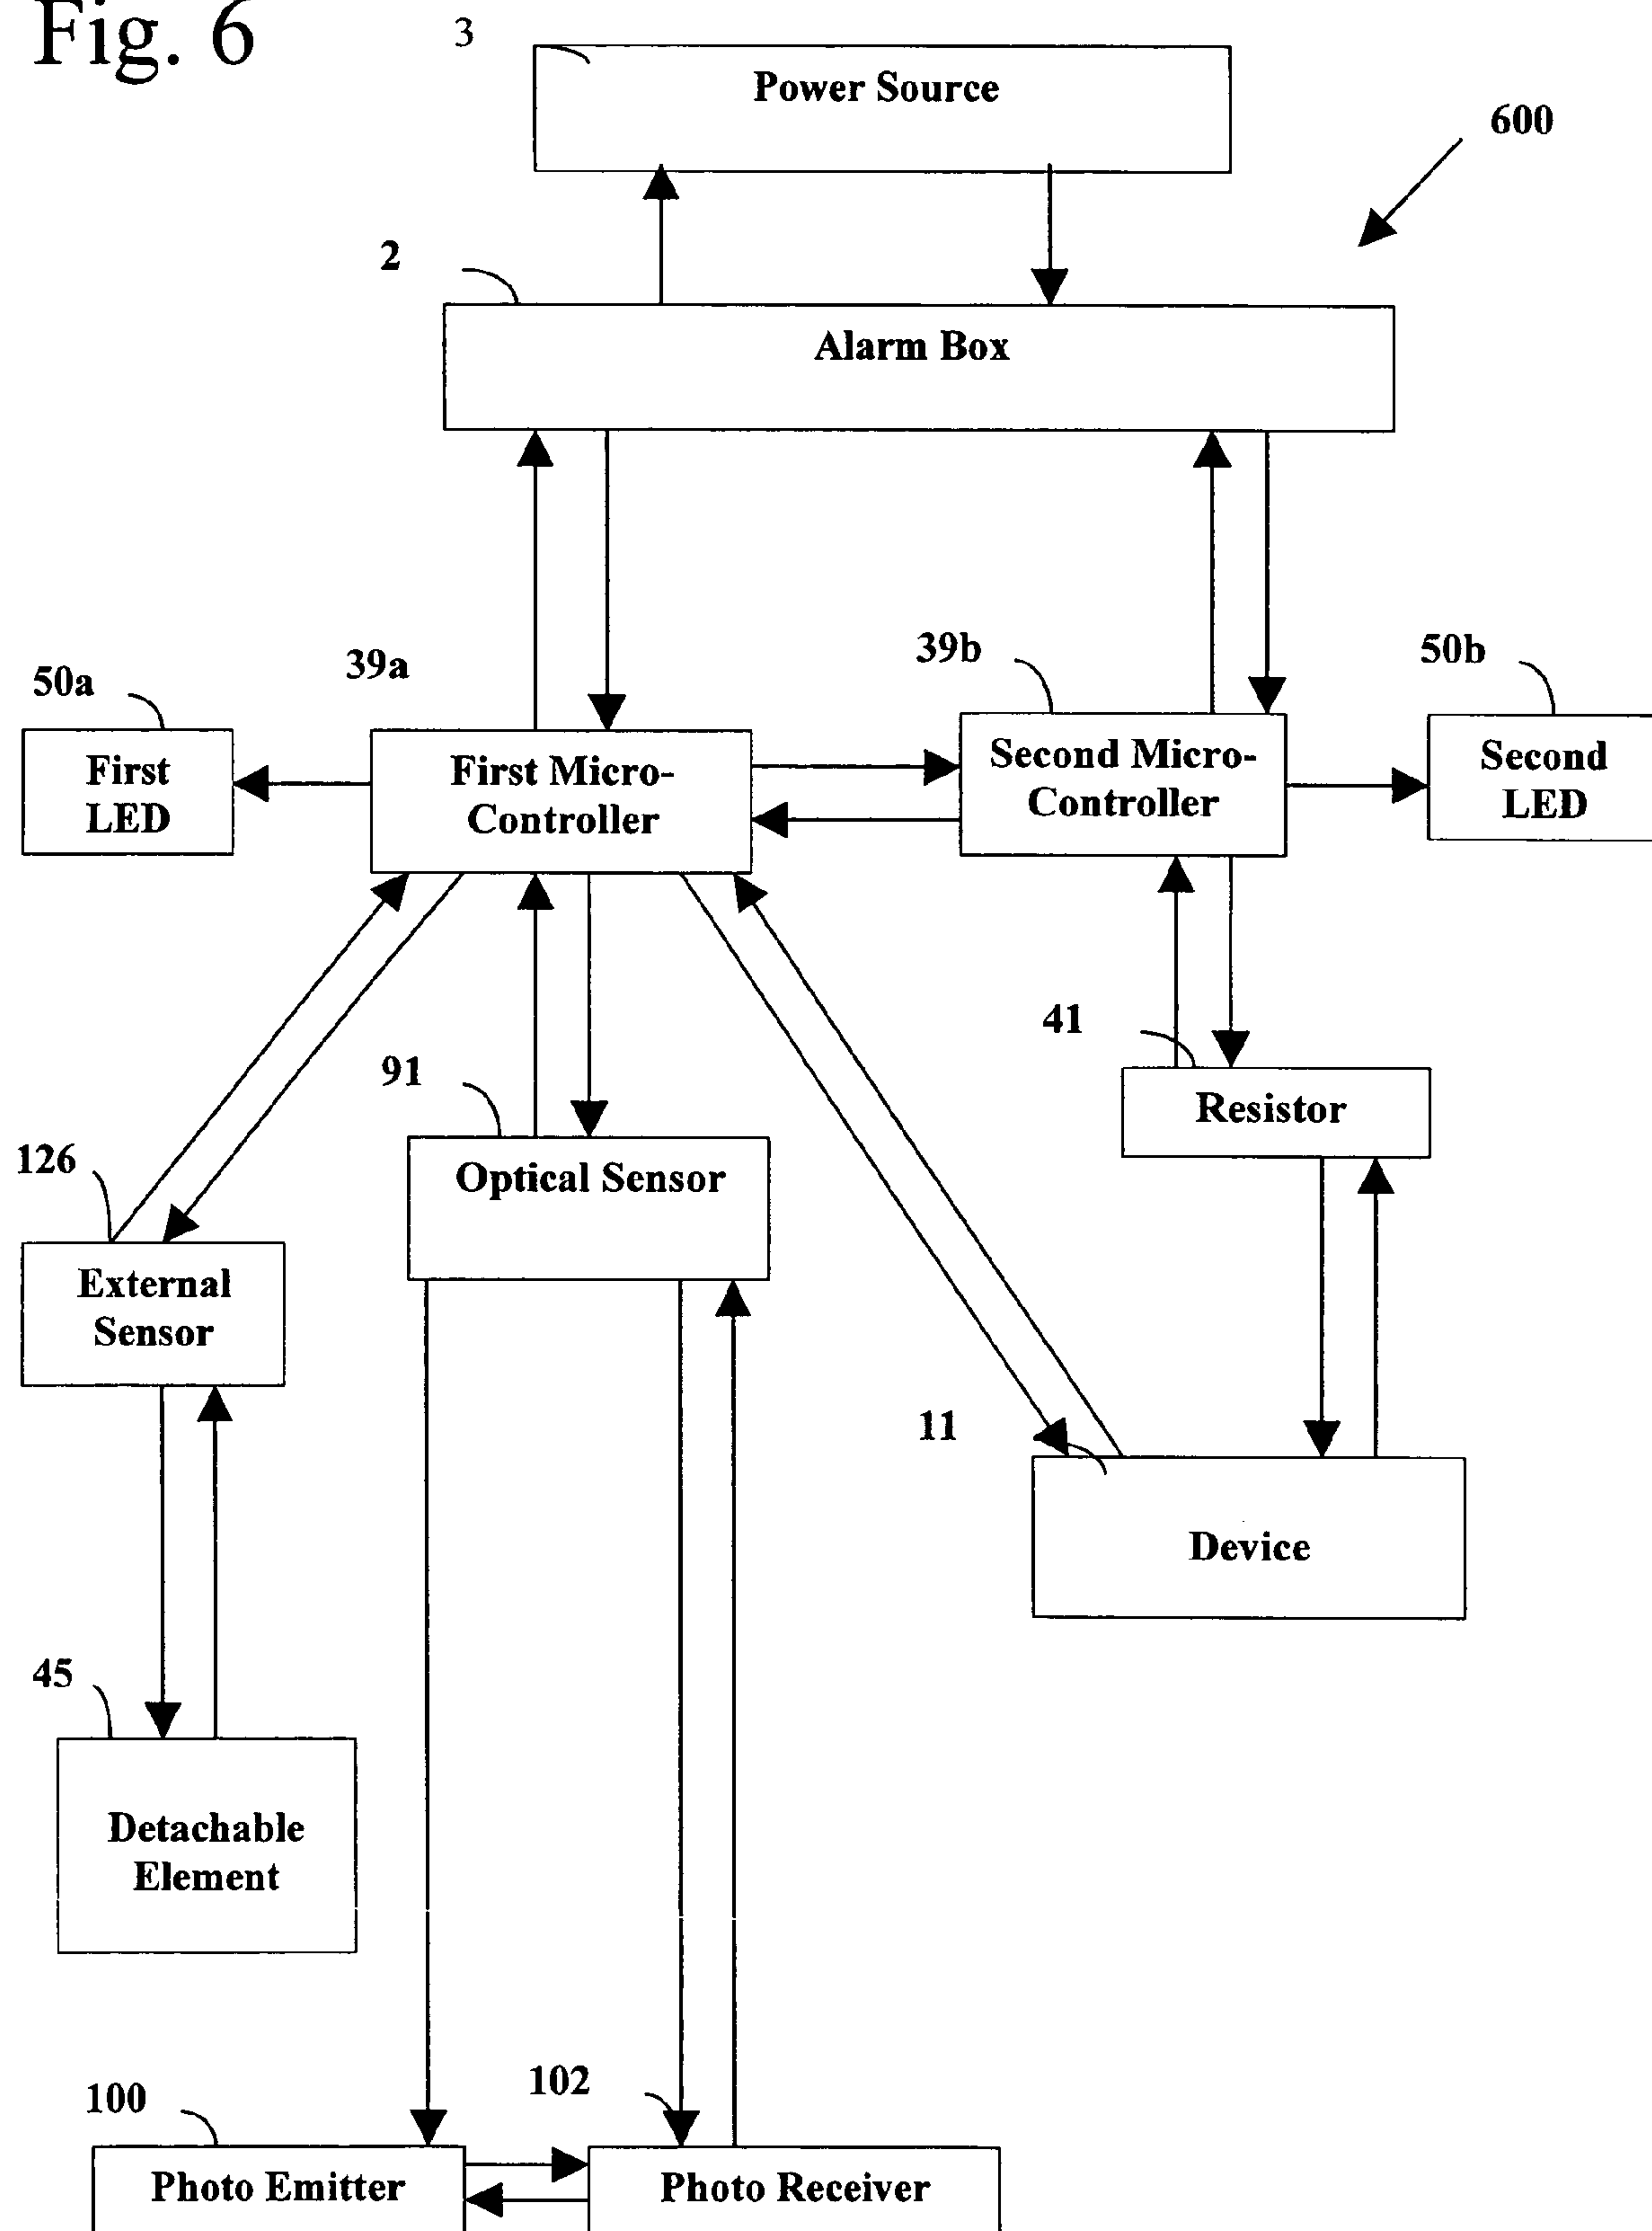 Fig. 6
3
Power Source
600
2
Alarm Box
39a
39b
50b
50a
First
LED
First Micro-
Controller
Second Micro-
Controller
Second
LED
41
91
Resistor
126
Optical Sensor
External
Sensor
11
Device
45
Detachable
Element
100
102
Photo Emitter
Photo Receiver